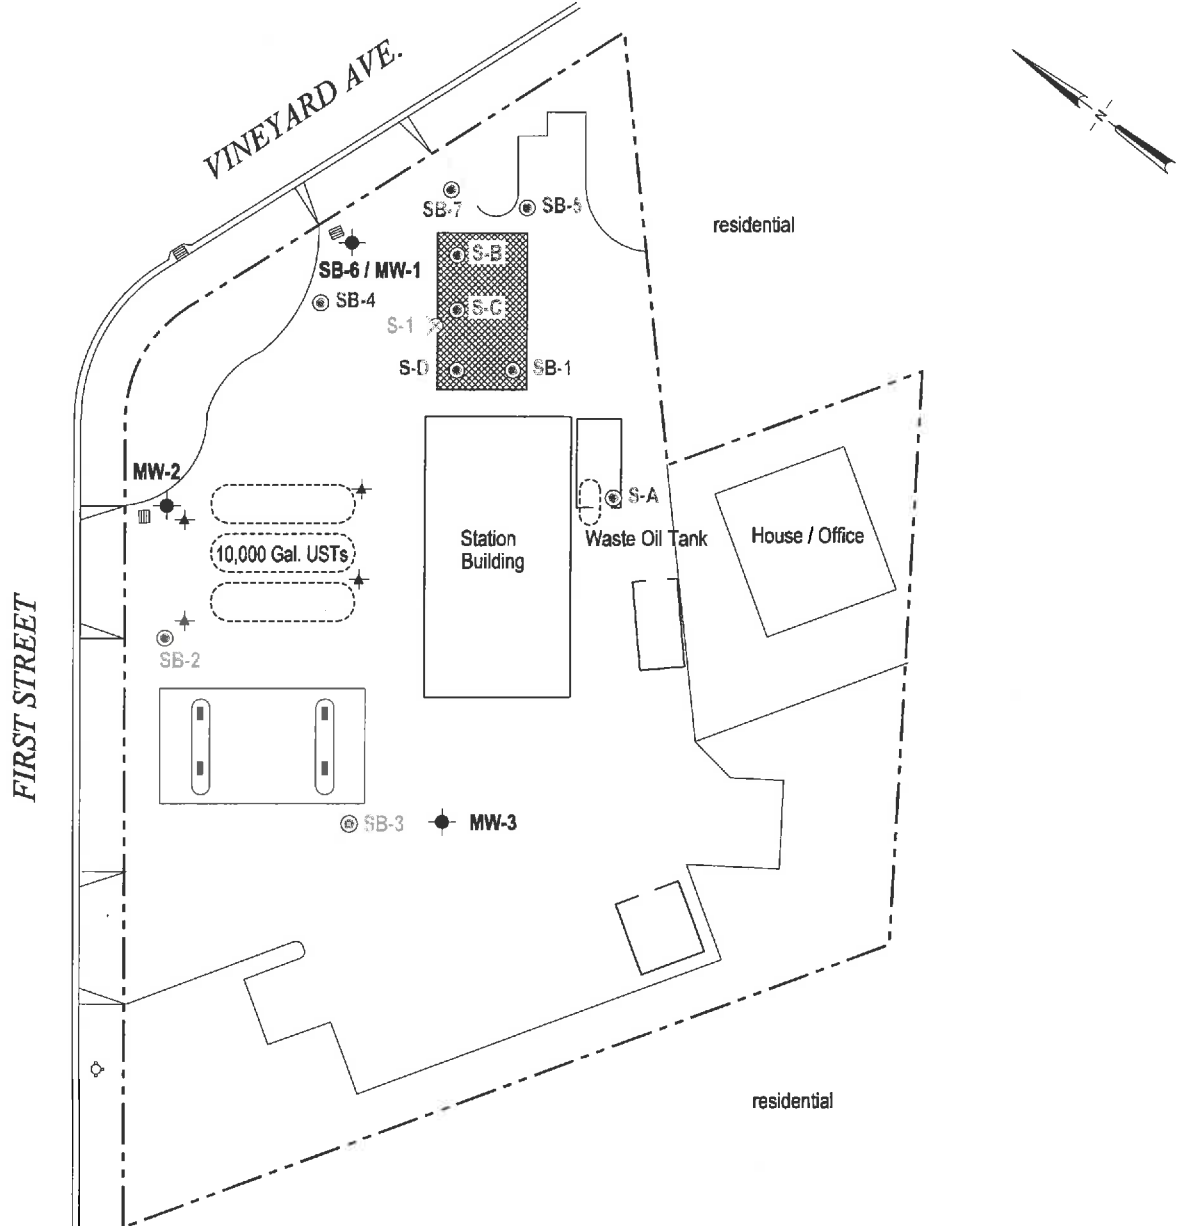 VINEYARD AVE.
N
SB-7
SB-5
residential
S-B
SB-6 / MW-1
SB-4
S-C
S-1
S-D
SB-1
MW-2
S-A
10,000 Gal. USTs
Station
Building
Waste Oil Tank
House / Office
FIRST STREET
SB-2
SB-3
MW-3
residential